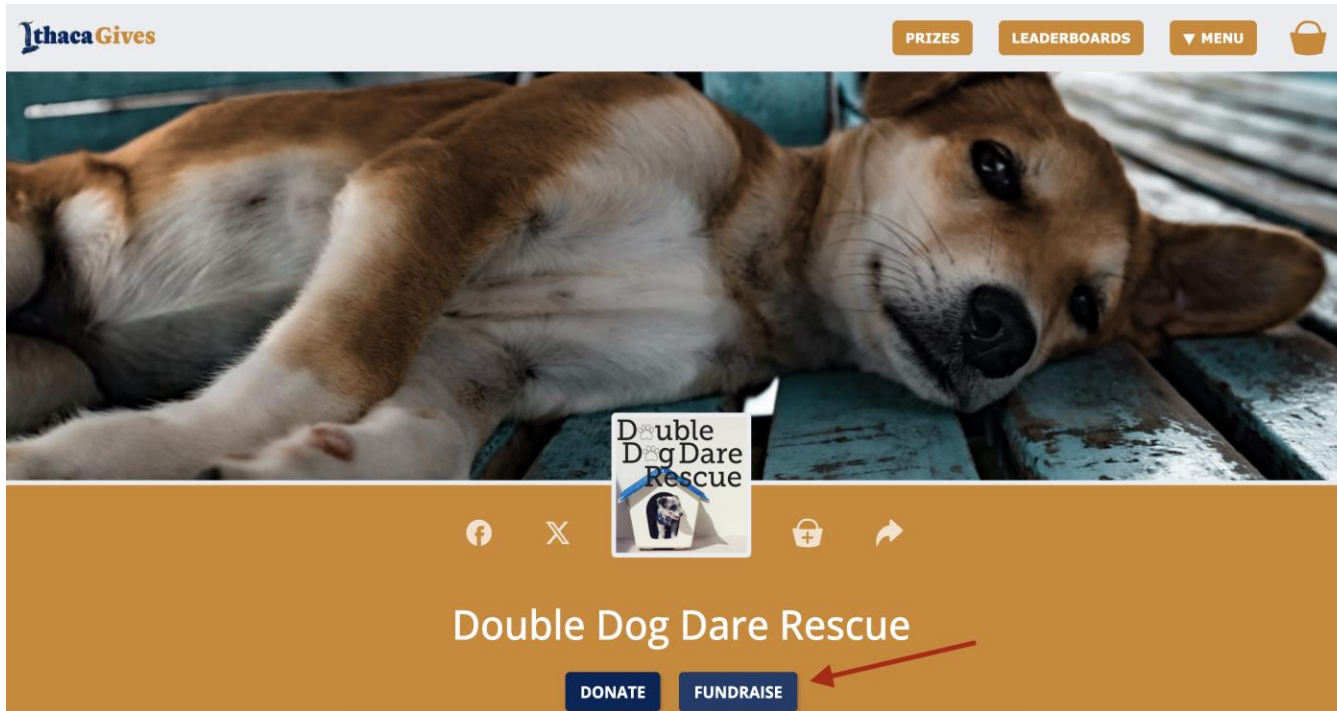 IthacaGives
PRIZES
LEADERBOARDS
▼ MENU
Double
Dog Dare
Rescue
Double Dog Dare Rescue
DONATE
FUNDRAISE